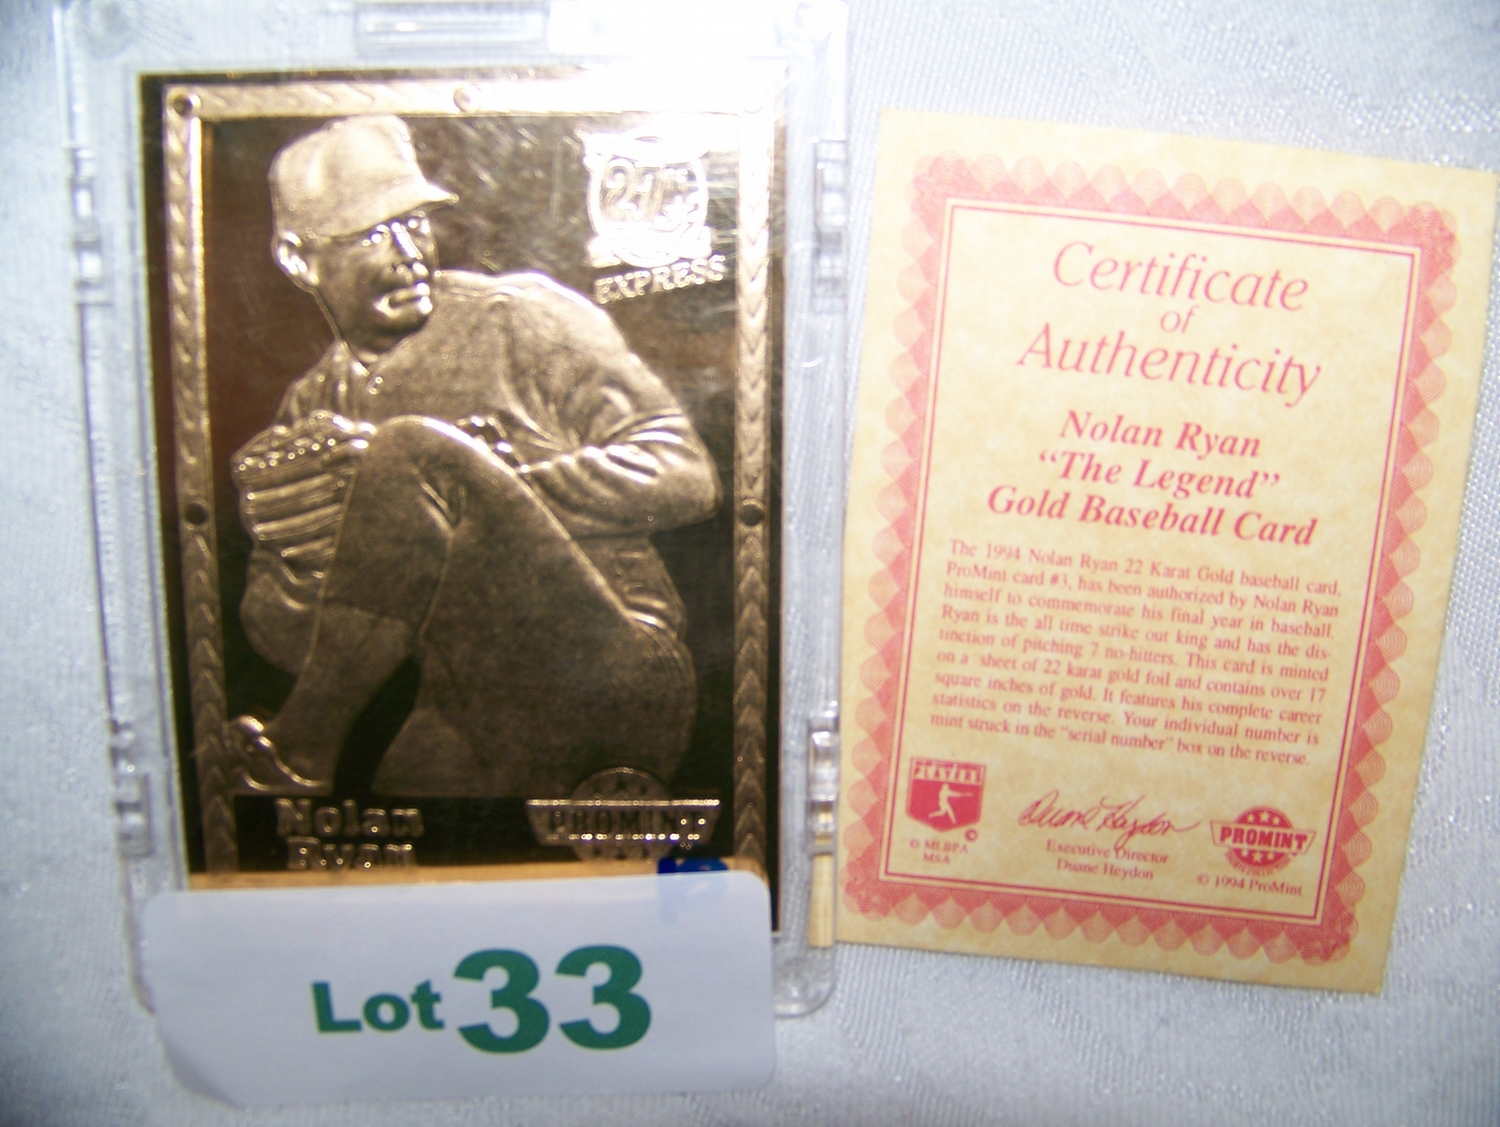 EXPRESS
Nolan
Ryan
PROMINT
Lot 33
Certificate
of
Authenticity
Nolan Ryan
“The Legend”
Gold Baseball Card
The 1994 Nolan Ryan 22 Karat Gold baseball card,
ProMint card #3, has been authorized by Nolan Ryan
himself to commemorate his final year in baseball.
Ryan is the all time strike out king and has the dis-
tinction of pitching 7 no-hitters. This card is minted
on a sheet of 22 karat gold foil and contains over 17
square inches of gold. It features his complete career
statistics on the reverse. Your individual number is
mint struck in the "serial number" box on the reverse.
PLAYERS
© MLBPA
MSA
Duane Heydon
Executive Director
Duane Heydon
PROMINT
© 1994 ProMint